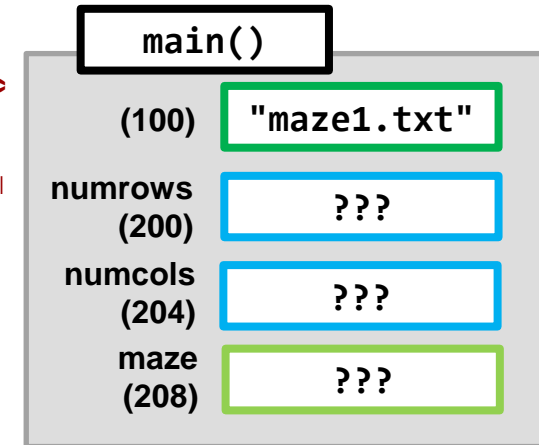 main()
(100) "maze1.txt"
numrows
(200) ???
numcols
(204) ???
maze
(208) ???